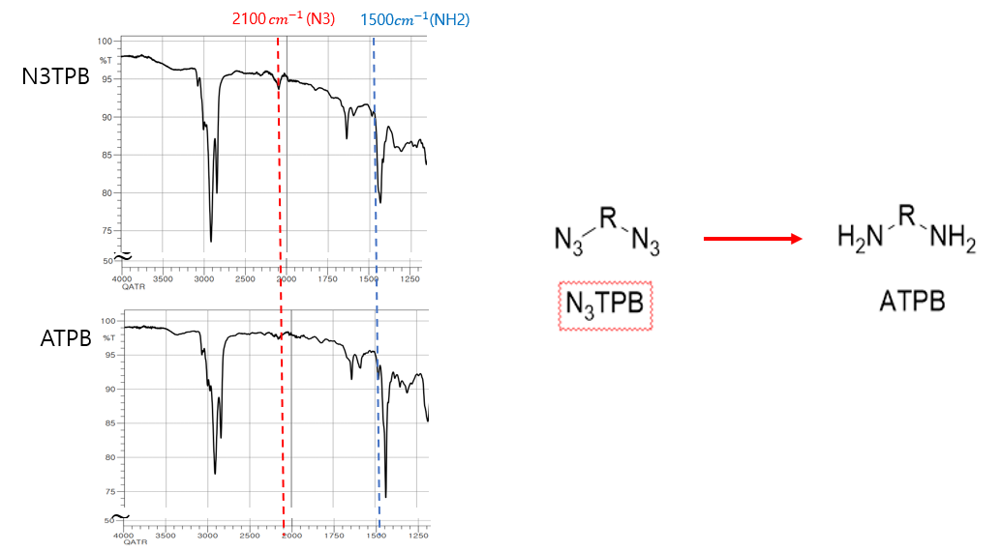 2100 cm⁻¹ (N3)
1500cm⁻¹(NH2)
N3TPB
100
%T
95
90
85
80
75
50
4000 3500 3000 2500 2000 1750 1500 1250
QATR
ATPB
100
%T
95
90
85
80
75
50
4000 3500 3000 2500 2000 1750 1500 1250
QATR
R
N₃ N₃
N₃TPB
R
H₂N NH₂
ATPB